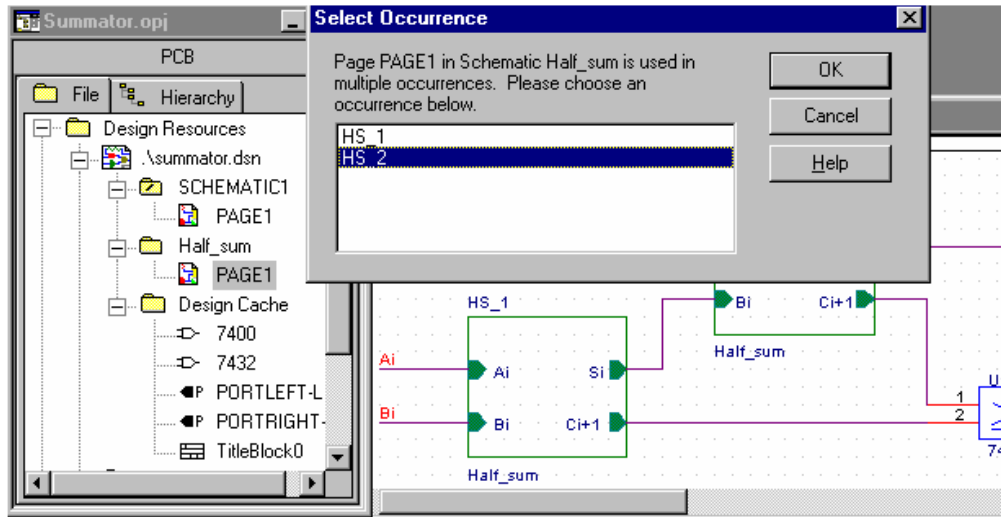 Summator.opj
PCB
File
Hierarchy
Design Resources
.\summator.dsn
SCHEMATIC1
PAGE1
Half_sum
PAGE1
Design Cache
7400
7432
PORTLEFT-L
PORTRIGHT-
TitleBlock0
Select Occurrence
Page PAGE1 in Schematic Half_sum is used in
multiple occurrences. Please choose an
occurrence below.
HS_1
HS_2
OK
Cancel
Help
Bi
Ci+1
Half_sum
HS_1
Ai
Ai
Si
Bi
Bi
Ci+1
Half_sum
U
1
2
74